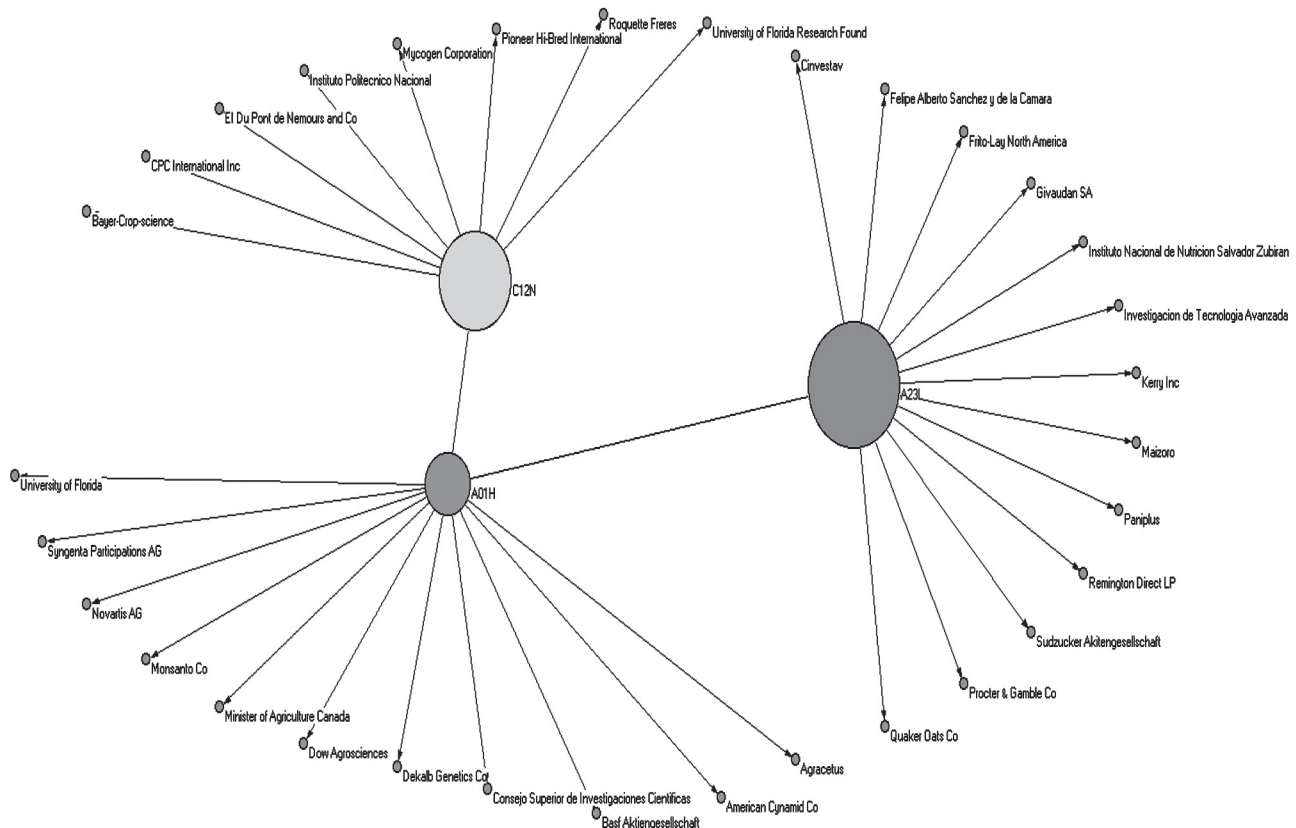 Roquette Freres
University of Florida Research Found
Pioneer Hi-Bred International
Mycogen Corporation
Instituto Politecnico Nacional
EI Du Pont de Nemours and Co
CPC International Inc
Bayer-Crop-science
C12N
Cinvestav
Felipe Alberto Sanchez y de la Camara
Frito-Lay North America
Givaudan SA
Instituto Nacional de Nutricion Salvador Zubiran
Investigacion de Tecnologia Avanzada
Kerry Inc
A23L
Maizoro
Paniplus
Remington Direct LP
Sudzucker Akitengesellschaft
Procter & Gamble Co
Quaker Oats Co
A01H
University of Florida
Syngenta Participations AG
Novartis AG
Monsanto Co
Minister of Agriculture Canada
Dow Agrosciences
Dekalb Genetics Co
Consejo Superior de Investigaciones Cientificas
Basf Aktiengesellschaft
American Cynamid Co
Agracetus